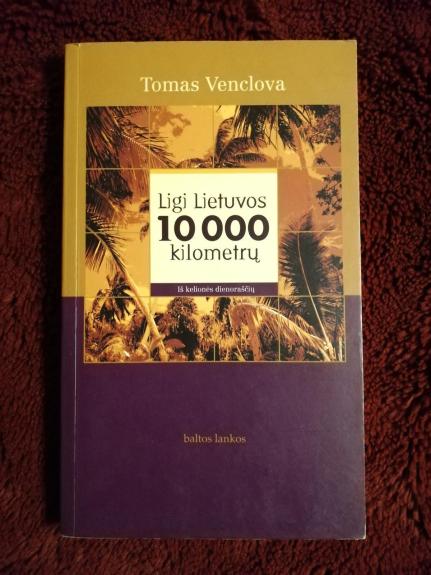 Tomas Venclova
Ligi Lietuvos
10 000
kilometrų
Iš kelionės dienoraščių
baltos lankos